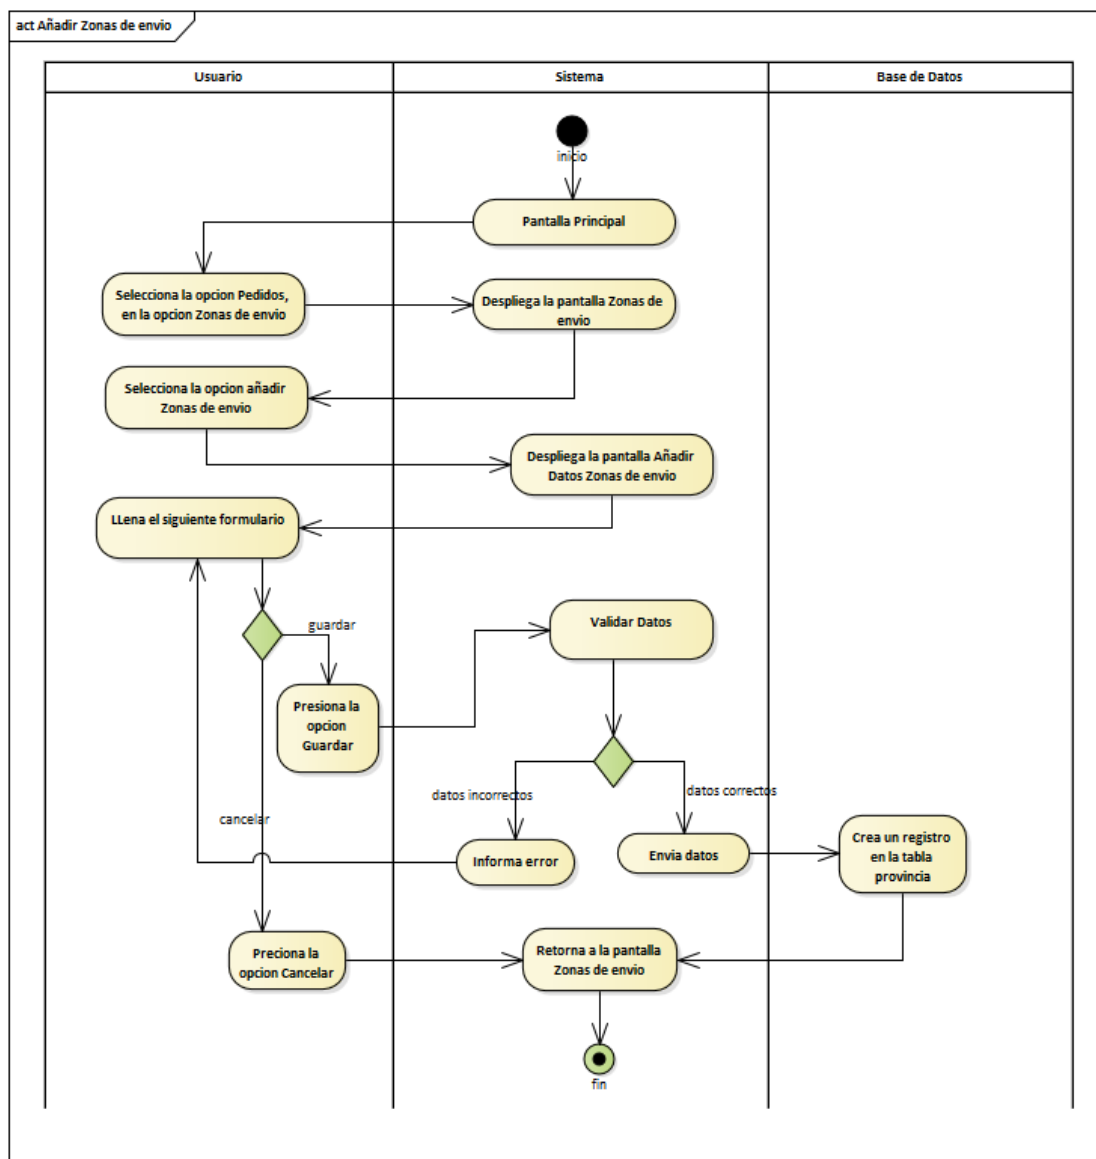 act Añadir Zonas de envio
Usuario
Sistema
Base de Datos
inicio
Pantalla Principal
Selecciona la opcion Pedidos,
en la opcion Zonas de envio
Despliega la pantalla Zonas de
envio
Selecciona la opcion añadir
Zonas de envio
Despliega la pantalla Añadir
Datos Zonas de envio
LLena el siguiente formulario
guardar
Validar Datos
Presiona la
opcion
Guardar
datos incorrectos
datos correctos
cancelar
Informa error
Envia datos
Crea un registro
en la tabla
provincia
Preciona la
opcion Cancelar
Retorna a la pantalla
Zonas de envio
fin